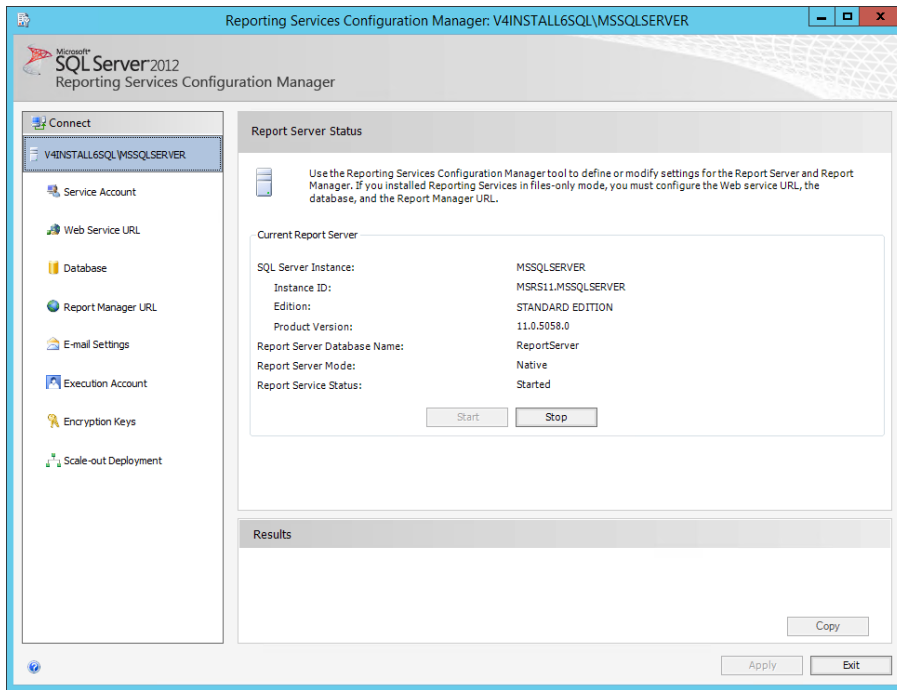 Reporting Services Configuration Manager: V4INSTALL6SQL\MSSQLSERVER
Microsoft®
SQL Server 2012
Reporting Services Configuration Manager
Connect
V4INSTALL6SQL\MSSQLSERVER
Service Account
Web Service URL
Database
Report Manager URL
E-mail Settings
Execution Account
Encryption Keys
Scale-out Deployment
Report Server Status
Use the Reporting Services Configuration Manager tool to define or modify settings for the Report Server and Report
Manager. If you installed Reporting Services in files-only mode, you must configure the Web service URL, the
database, and the Report Manager URL.
Current Report Server
SQL Server Instance: MSSQLSERVER
Instance ID: MSRS11.MSSQLSERVER
Edition: STANDARD EDITION
Product Version: 11.0.5058.0
Report Server Database Name: ReportServer
Report Server Mode: Native
Report Service Status: Started
Start Stop
Results
Copy
Apply Exit